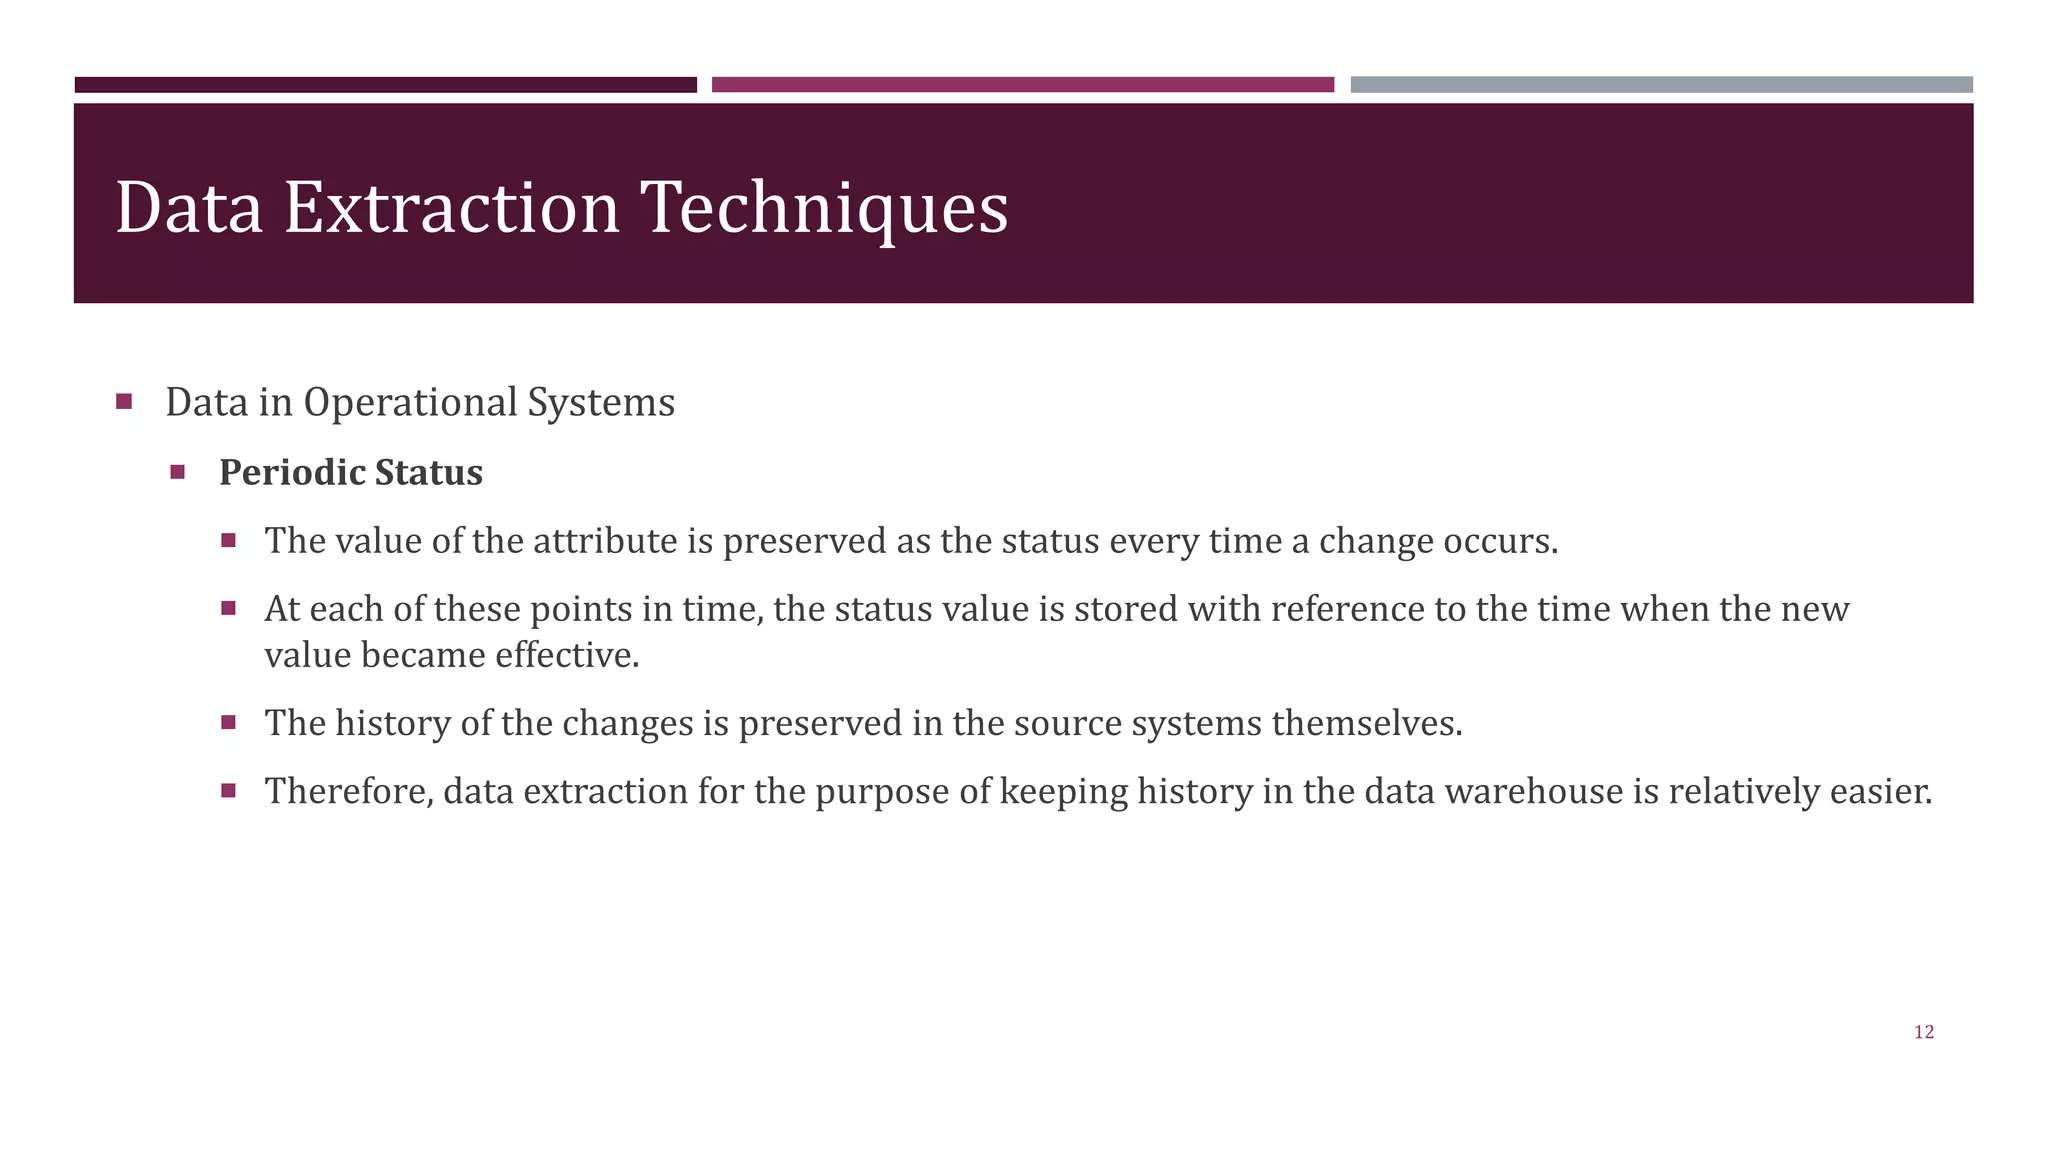 Data Extraction Techniques
Data in Operational Systems
Periodic Status
The value of the attribute is preserved as the status every time a change occurs.
At each of these points in time, the status value is stored with reference to the time when the new
value became effective.
The history of the changes is preserved in the source systems themselves.
Therefore, data extraction for the purpose of keeping history in the data warehouse is relatively easier.
12